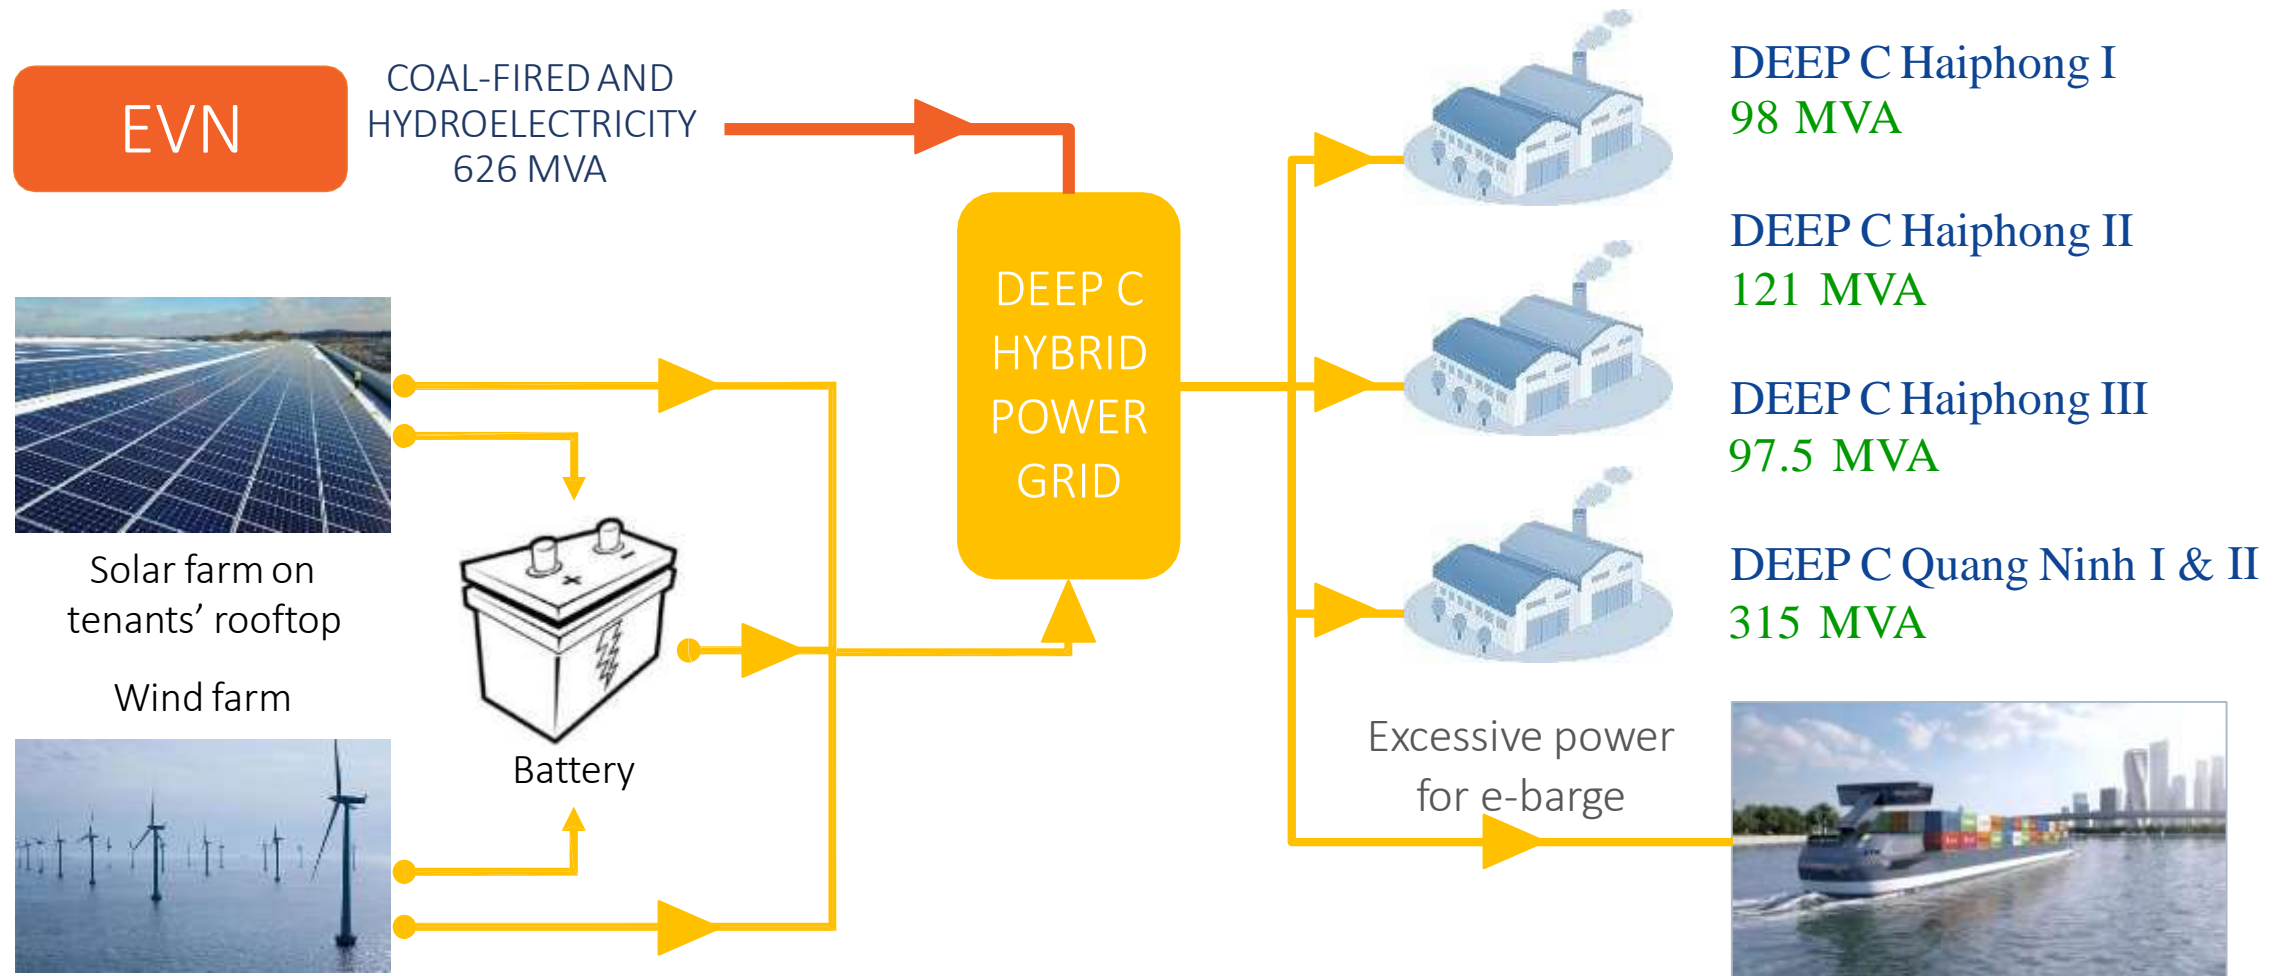 EVN
COAL-FIRED AND
HYDROELECTRICITY
626 MVA
DEEP C Haiphong I
98 MVA
DEEP C Haiphong II
121 MVA
DEEP C
HYBRID
POWER
GRID
DEEP C Haiphong III
97.5 MVA
DEEP C Quang Ninh I & II
315 MVA
Solar farm on
tenants’ rooftop
Wind farm
+
-
Battery
Excessive power
for e-barge